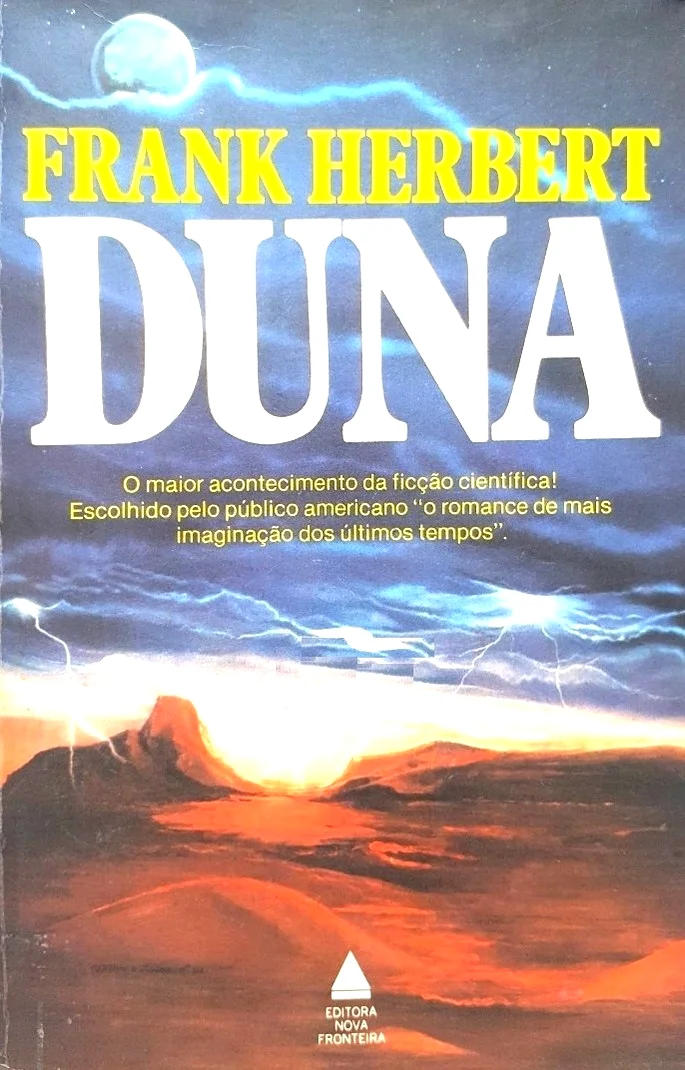 FRANK HERBERT
DUNA
O maior acontecimento da ficção científica!
Escolhido pelo público americano "o romance de mais
imaginação dos últimos tempos".
EDITORA
NOVA
FRONTEIRA